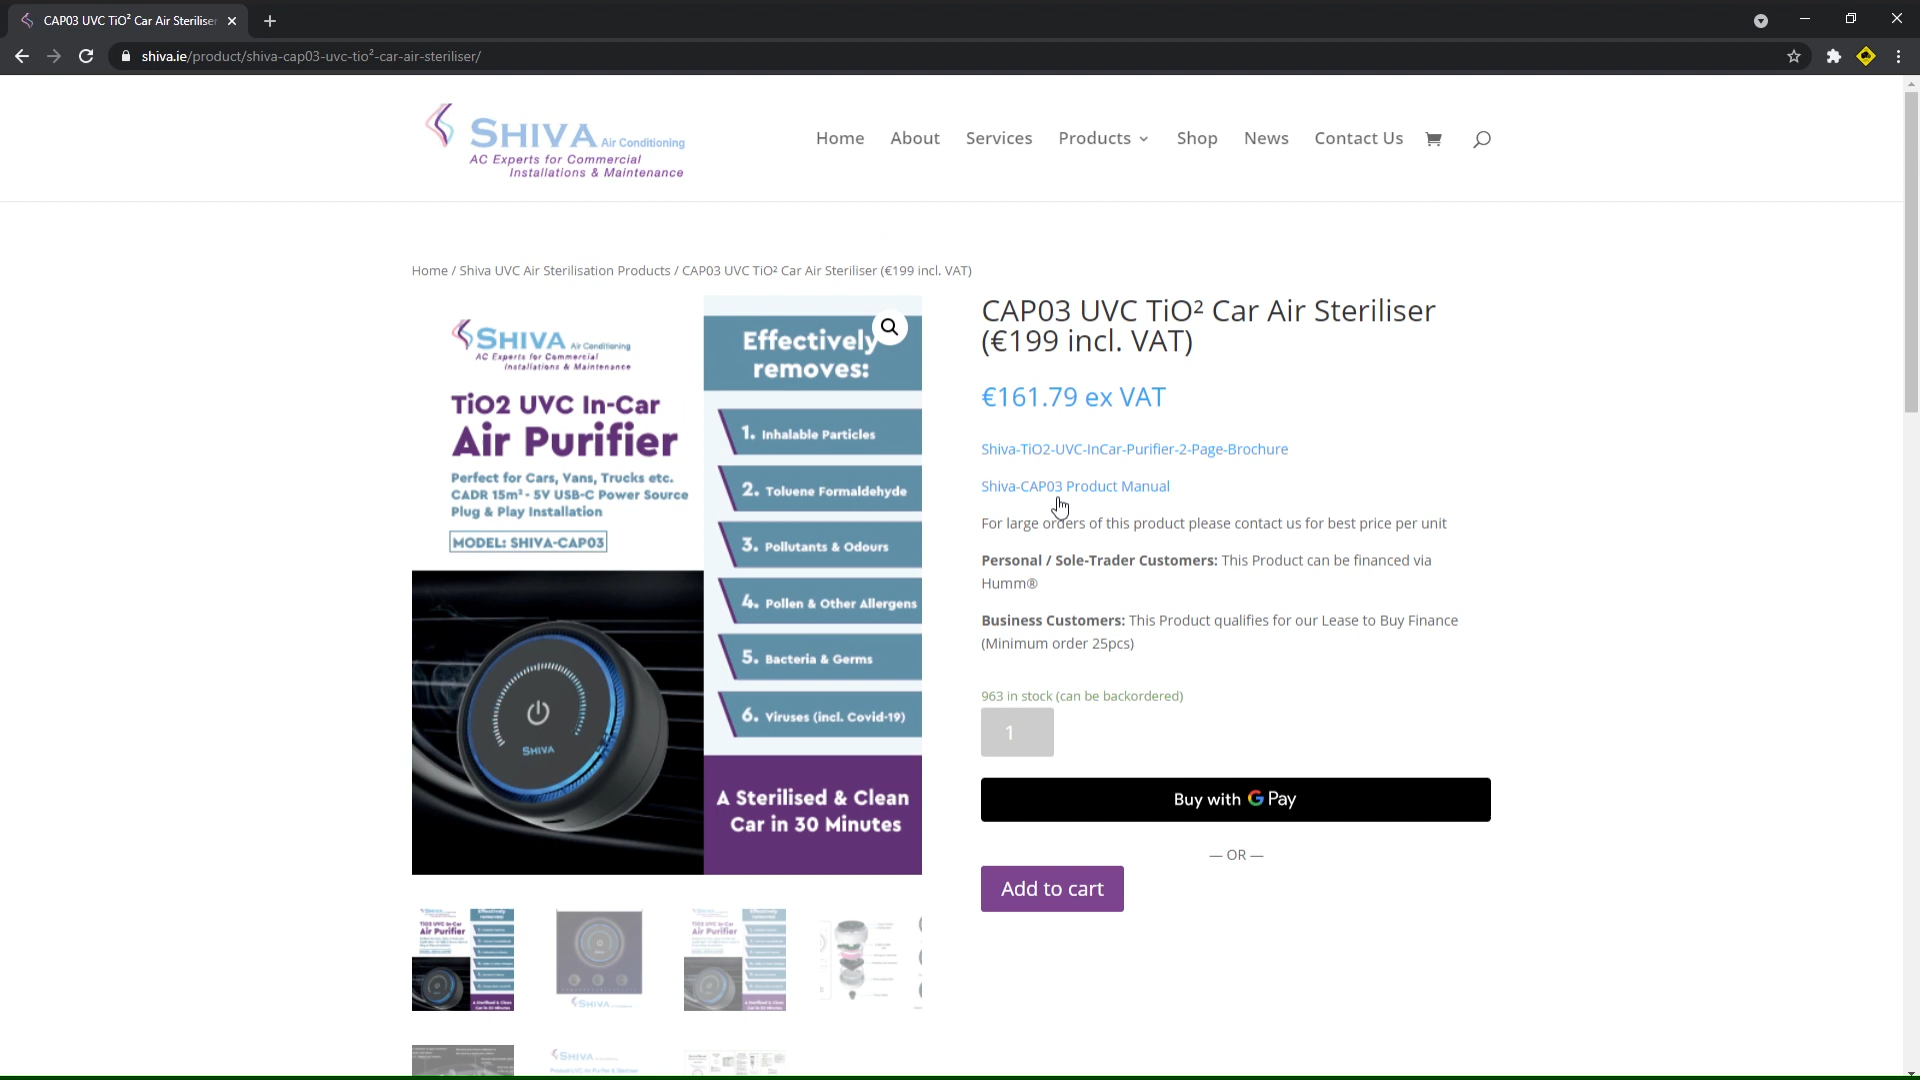 CAP03 UVC TiO² Car Air Steriliser
shiva.ie/product/shiva-cap03-uvc-tio²-car-air-steriliser/
SHIVA Air Conditioning
AC Experts for Commercial
Installations & Maintenance
Home About Services Products Shop News Contact Us
Home / Shiva UVC Air Sterilisation Products / CAP03 UVC TiO² Car Air Steriliser (€199 incl. VAT)
SHIVA Air Conditioning
AC Experts for Commercial
Installations & Maintenance
TiO2 UVC In-Car
Air Purifier
Perfect for Cars, Vans, Trucks etc.
CADR 15m³ - 5V USB-C Power Source
Plug & Play Installation
MODEL: SHIVA-CAP03
SHIVA
Effectively
removes:
1. Inhalable Particles
2. Toluene Formaldehyde
3. Pollutants & Odours
4. Pollen & Other Allergens
5. Bacteria & Germs
6. Viruses (incl. Covid-19)
A Sterilised & Clean
Car in 30 Minutes
CAP03 UVC TiO² Car Air Steriliser
(€199 incl. VAT)
€161.79 ex VAT
Shiva-TiO2-UVC-InCar-Purifier-2-Page-Brochure
Shiva-CAP03 Product Manual
For large orders of this product please contact us for best price per unit
Personal / Sole-Trader Customers: This Product can be financed via
Humm®
Business Customers: This Product qualifies for our Lease to Buy Finance
(Minimum order 25pcs)
963 in stock (can be backordered)
1
Buy with G Pay
— OR —
Add to cart
Air Purifier
SHIVA
Air Purifier
SHIVA